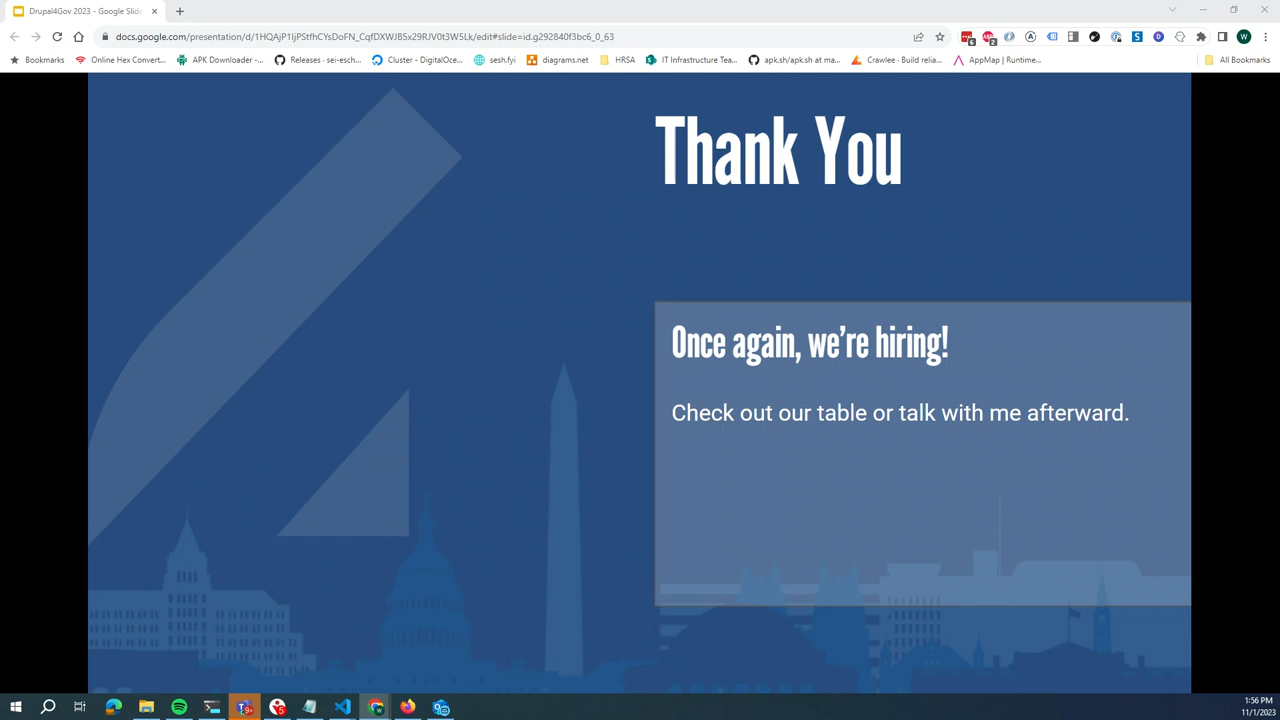 Drupal4Gov 2023 - Google Slide
docs.google.com/presentation/d/1HQAjP1IjPStfhCYsDoFN_CqfDXWJB5x29RJV0t3W5Lk/edit#slide=id.g292840f3bc6_0_63
Bookmarks
Online Hex Convert...
APK Downloader -...
Releases · sei-esch...
Cluster - DigitalOce...
sesh.fyi
diagrams.net
HRSA
IT Infrastructure Tea...
apk.sh/apk.sh at ma...
Crawlee · Build relia...
AppMap | Runtime...
All Bookmarks
4
Thank You
Once again, we're hiring!
Check out our table or talk with me afterward.
1:56 PM
11/1/2023